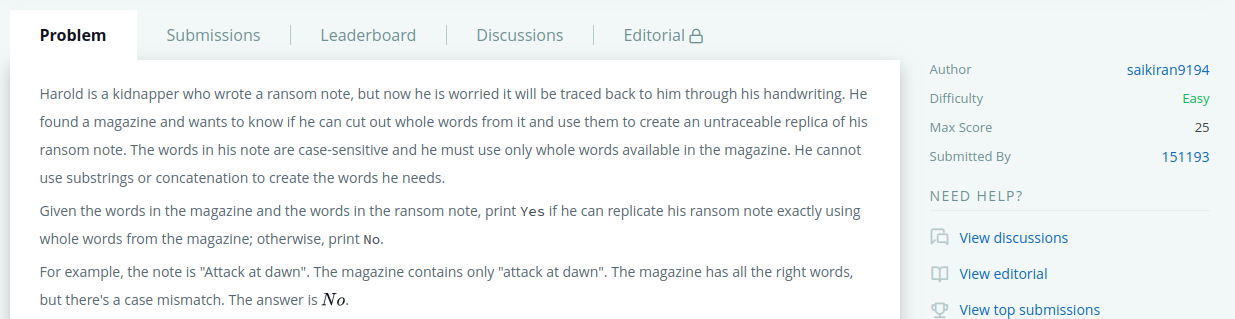 Problem
Submissions
Leaderboard
Discussions
Editorial
Harold is a kidnapper who wrote a ransom note, but now he is worried it will be traced back to him through his handwriting. He
found a magazine and wants to know if he can cut out whole words from it and use them to create an untraceable replica of his
ransom note. The words in his note are case-sensitive and he must use only whole words available in the magazine. He cannot
use substrings or concatenation to create the words he needs.
Given the words in the magazine and the words in the ransom note, print Yes if he can replicate his ransom note exactly using
whole words from the magazine; otherwise, print No.
For example, the note is "Attack at dawn". The magazine contains only "attack at dawn". The magazine has all the right words,
but there's a case mismatch. The answer is No.
Author saikiran9194
Difficulty Easy
Max Score 25
Submitted By 151193
NEED HELP?
View discussions
View editorial
View top submissions